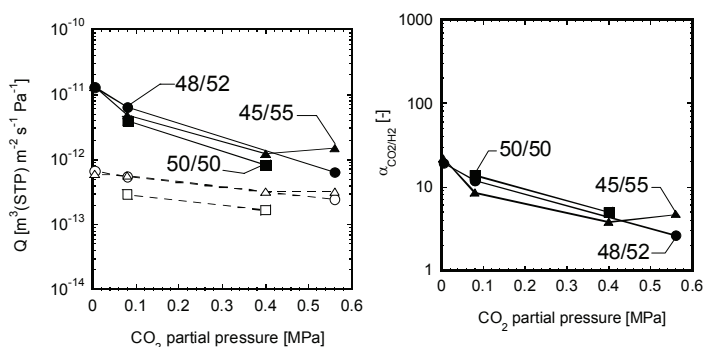 10⁻¹⁰
10⁻¹¹
10⁻¹²
10⁻¹³
10⁻¹⁴
Q [m³(STP) m⁻² s⁻¹ Pa⁻¹]
48/52
45/55
50/50
0 0.1 0.2 0.3 0.4 0.5 0.6
CO₂ partial pressure [MPa]
1000
100
10
1
α_CO2/H2 [-]
50/50
45/55
48/52
0 0.1 0.2 0.3 0.4 0.5 0.6
CO₂ partial pressure [MPa]